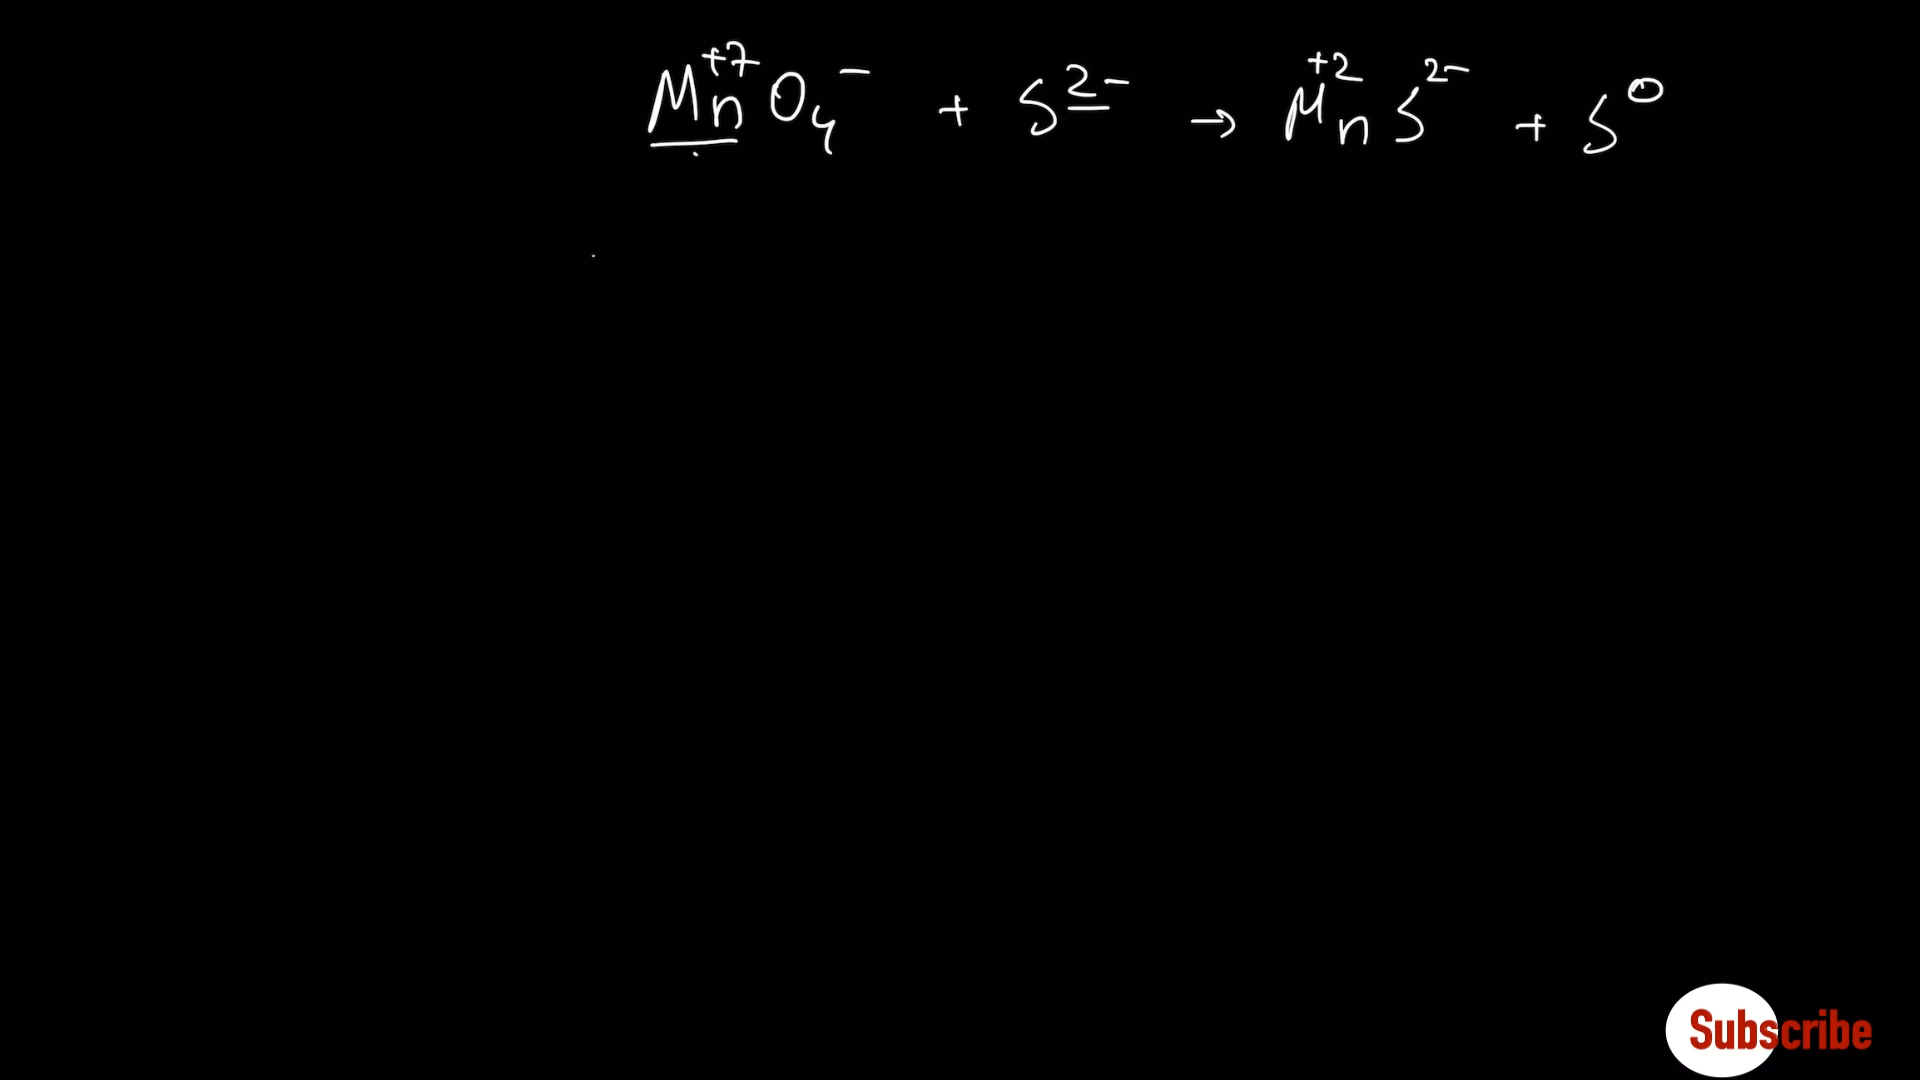 Mn⁺⁷O₄⁻ + S²⁻ → Mn⁺²S²⁻ + S⁰
Subscribe